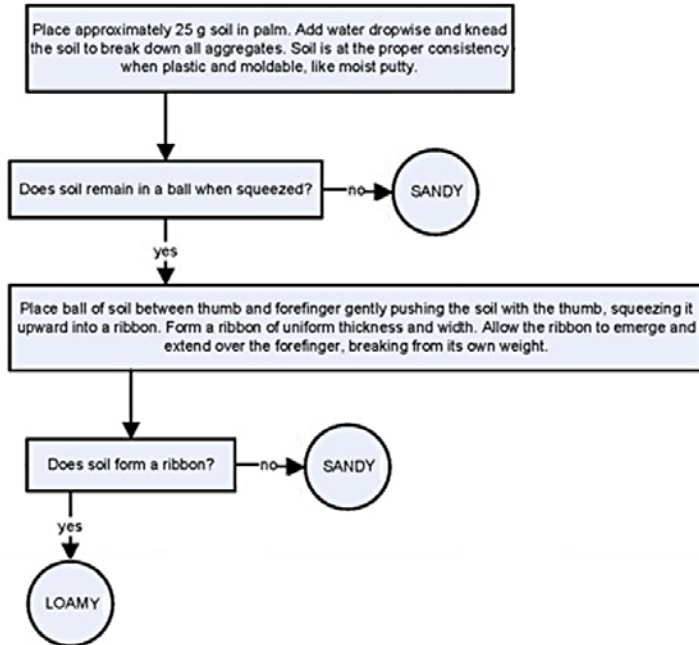 Place approximately 25 g soil in palm. Add water dropwise and knead
the soil to break down all aggregates. Soil is at the proper consistency
when plastic and moldable, like moist putty.
Does soil remain in a ball when squeezed?
no
SANDY
yes
Place ball of soil between thumb and forefinger gently pushing the soil with the thumb, squeezing it
upward into a ribbon. Form a ribbon of uniform thickness and width. Allow the ribbon to emerge and
extend over the forefinger, breaking from its own weight.
Does soil form a ribbon?
no
SANDY
yes
LOAMY